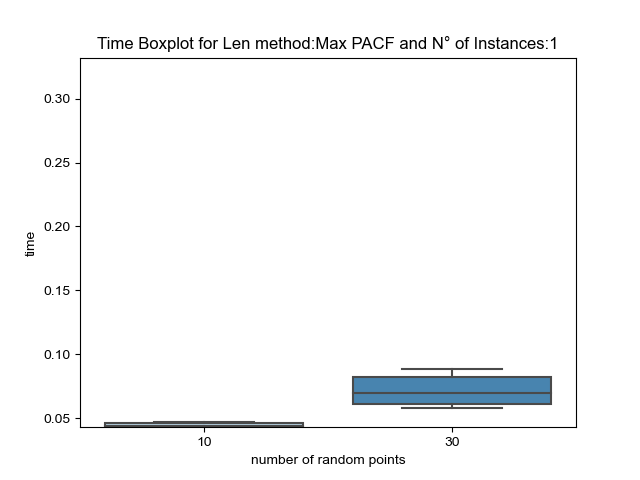 Time Boxplot for Len method:Max PACF and N° of Instances:1
0.30
0.25
0.20
0.15
0.10
0.05
time
10 30
number of random points